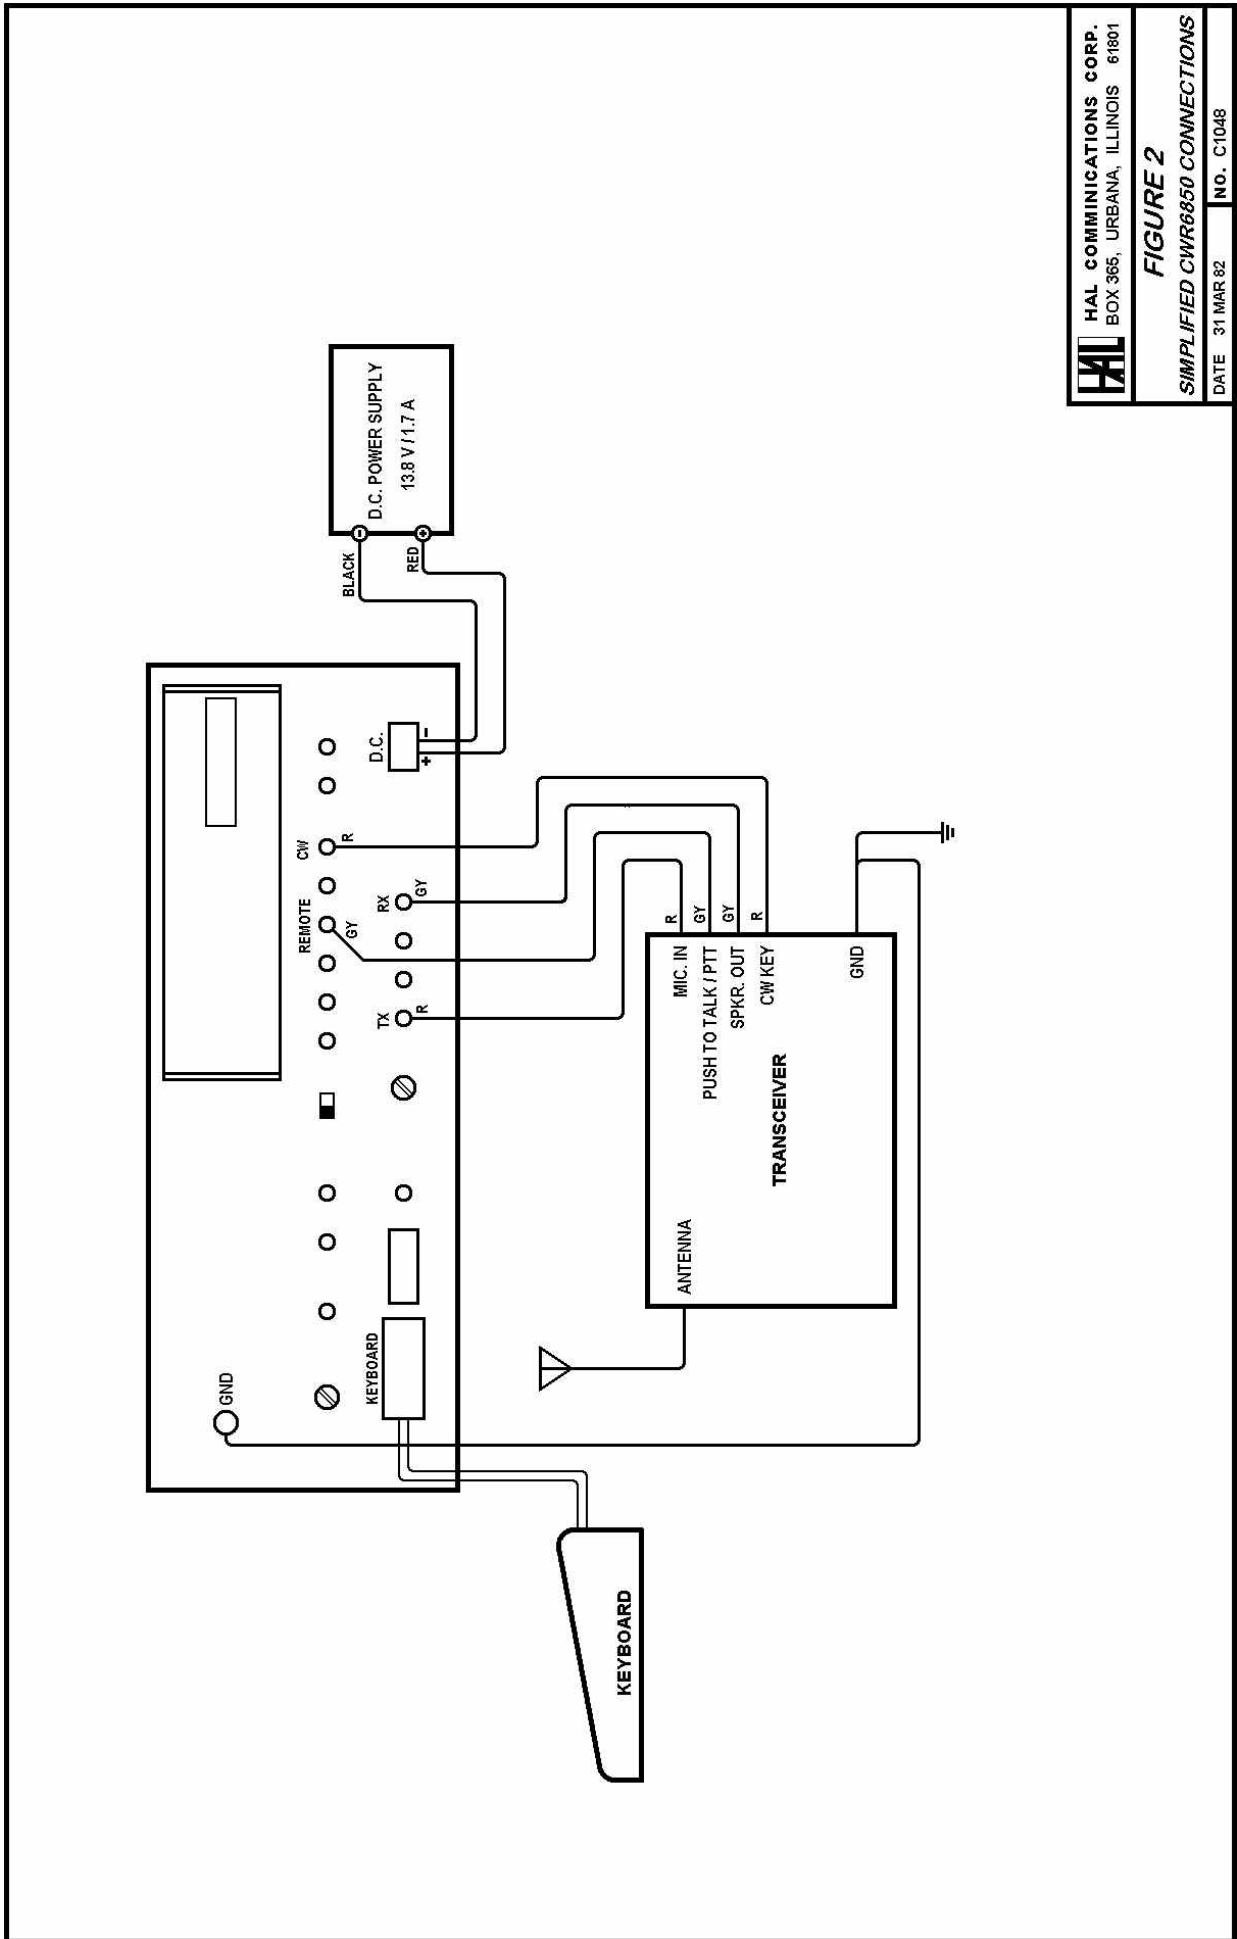 GND
REMOTE
CW
GY
R
KEYBOARD
TX
RX
D.C.
R
GY
+
-
BLACK
RED
-
+
D.C. POWER SUPPLY
13.8 V / 1.7 A
KEYBOARD
R
GY
GY
R
ANTENNA
MIC. IN
PUSH TO TALK / PTT
SPKR. OUT
CW KEY
TRANSCEIVER
GND
HAL
HAL COMMINICATIONS CORP.
BOX 365, URBANA, ILLINOIS 61801
FIGURE 2
SIMPLIFIED CWR6850 CONNECTIONS
DATE 31 MAR 82
NO. C1048